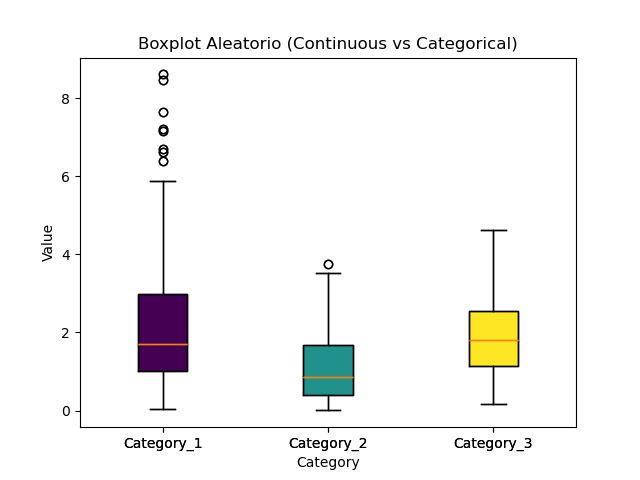 Boxplot Aleatorio (Continuous vs Categorical)
8
6
4
2
0
Value
Category_1 Category_2 Category_3
Category